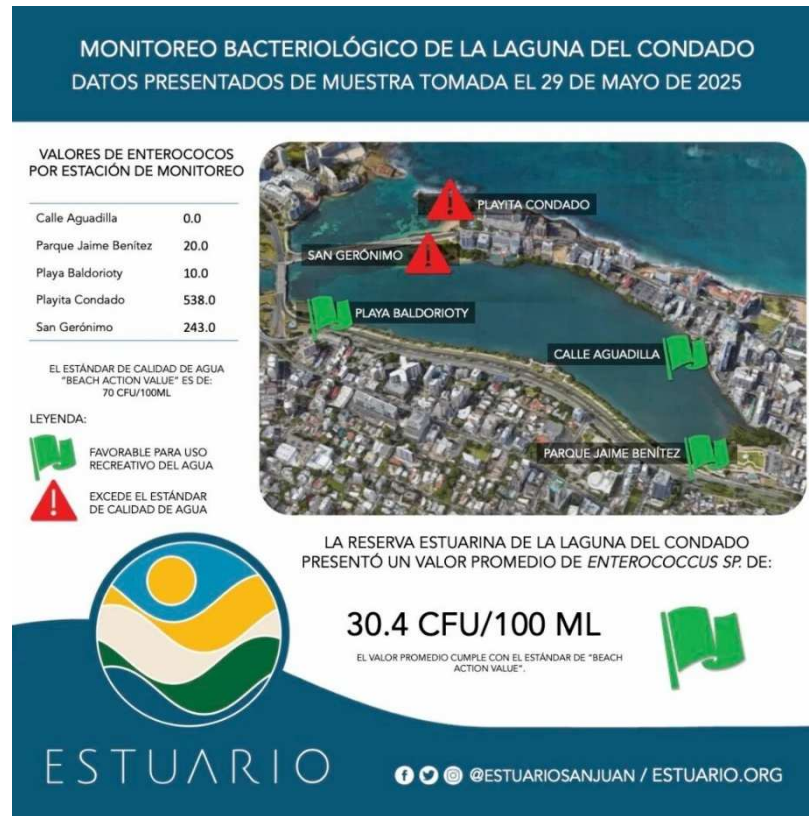 MONITOREO BACTERIOLÓGICO DE LA LAGUNA DEL CONDADO
DATOS PRESENTADOS DE MUESTRA TOMADA EL 29 DE MAYO DE 2025
VALORES DE ENTEROCOCOS
POR ESTACIÓN DE MONITOREO
Calle Aguadilla 0.0
Parque Jaime Benítez 20.0
Playa Baldorioty 10.0
Playita Condado 538.0
San Gerónimo 243.0
EL ESTÁNDAR DE CALIDAD DE AGUA
"BEACH ACTION VALUE" ES DE:
70 CFU/100ML
LEYENDA:
FAVORABLE PARA USO
RECREATIVO DEL AGUA
EXCEDE EL ESTÁNDAR
DE CALIDAD DE AGUA
PLAYITA CONDADO
SAN GERÓNIMO
PLAYA BALDORIOTY
CALLE AGUADILLA
PARQUE JAIME BENÍTEZ
LA RESERVA ESTUARINA DE LA LAGUNA DEL CONDADO
PRESENTÓ UN VALOR PROMEDIO DE ENTEROCOCCUS SP. DE:
30.4 CFU/100 ML
EL VALOR PROMEDIO CUMPLE CON EL ESTÁNDAR DE "BEACH
ACTION VALUE".
ESTUARIO
@ESTUARIOSANJUAN / ESTUARIO.ORG